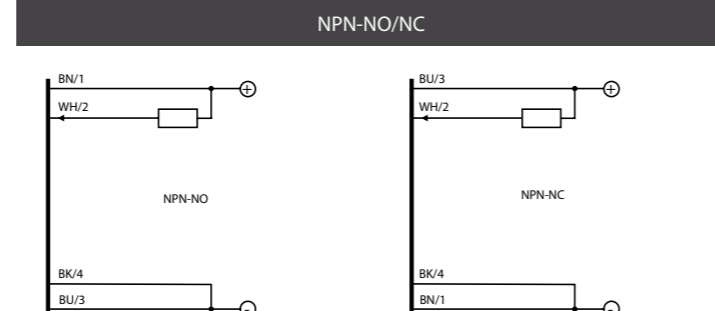 NPN-NO/NC
BN/1
WH/2
NPN-NO
BK/4
BU/3
BU/3
WH/2
NPN-NC
BK/4
BN/1